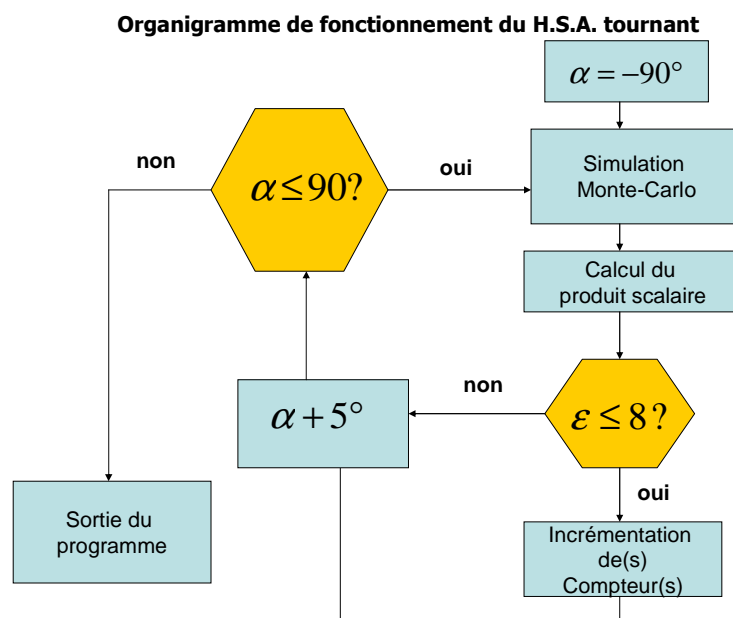 Organigramme de fonctionnement du H.S.A. tournant
α = −90°
non
α ≤ 90?
oui
Simulation
Monte-Carlo
Calcul du
produit scalaire
non
α + 5°
ε ≤ 8 ?
oui
Sortie du
programme
Incrémentation
de(s)
Compteur(s)